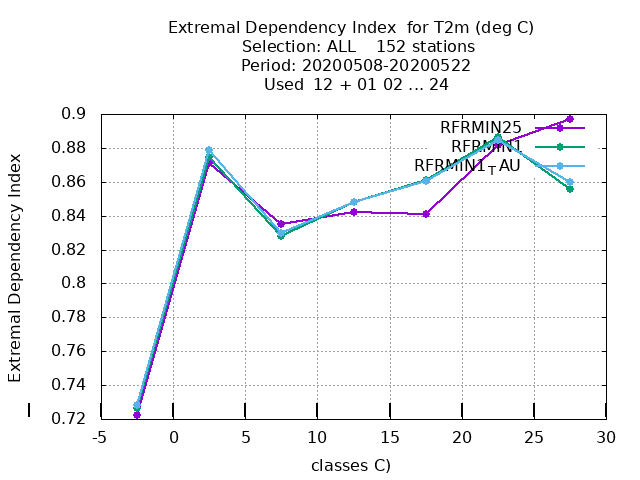 Extremal Dependency Index for T2m (deg C)
Selection: ALL 152 stations
Period: 20200508-20200522
Used 12 + 01 02 ... 24
Extremal Dependency Index
0.9
0.88
0.86
0.84
0.82
0.8
0.78
0.76
0.74
0.72
RFRMIN25
RFRMIN1
RFRMIN1TAU
-5
0
5
10
15
20
25
30
classes C)